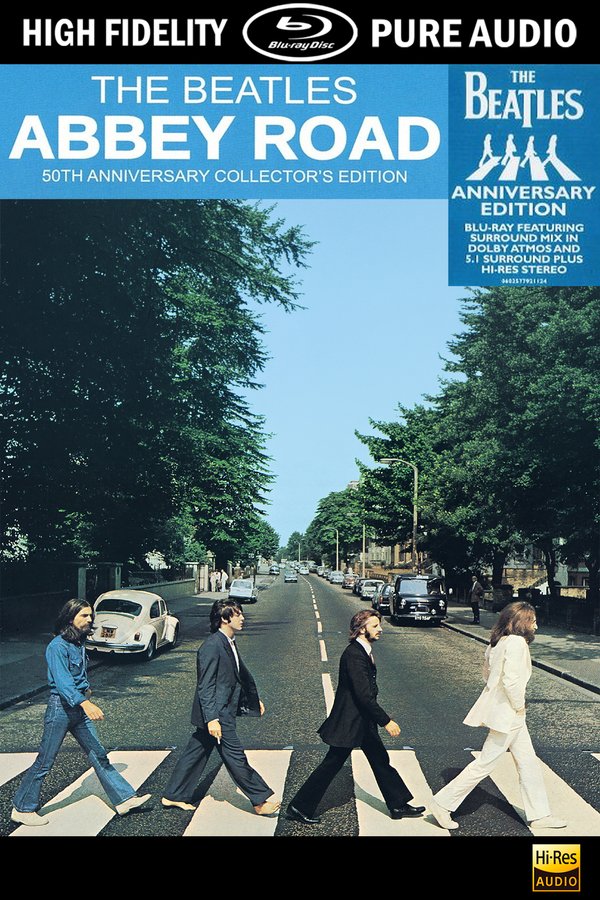 HIGH FIDELITY
Blu-ray Disc
PURE AUDIO
THE BEATLES
ABBEY ROAD
50TH ANNIVERSARY COLLECTOR'S EDITION
THE
BEATLES
ANNIVERSARY
EDITION
BLU-RAY FEATURING
SURROUND MIX IN
DOLBY ATMOS AND
5.1 SURROUND PLUS
HI-RES STEREO
0602577921124
Hi-Res
AUDIO